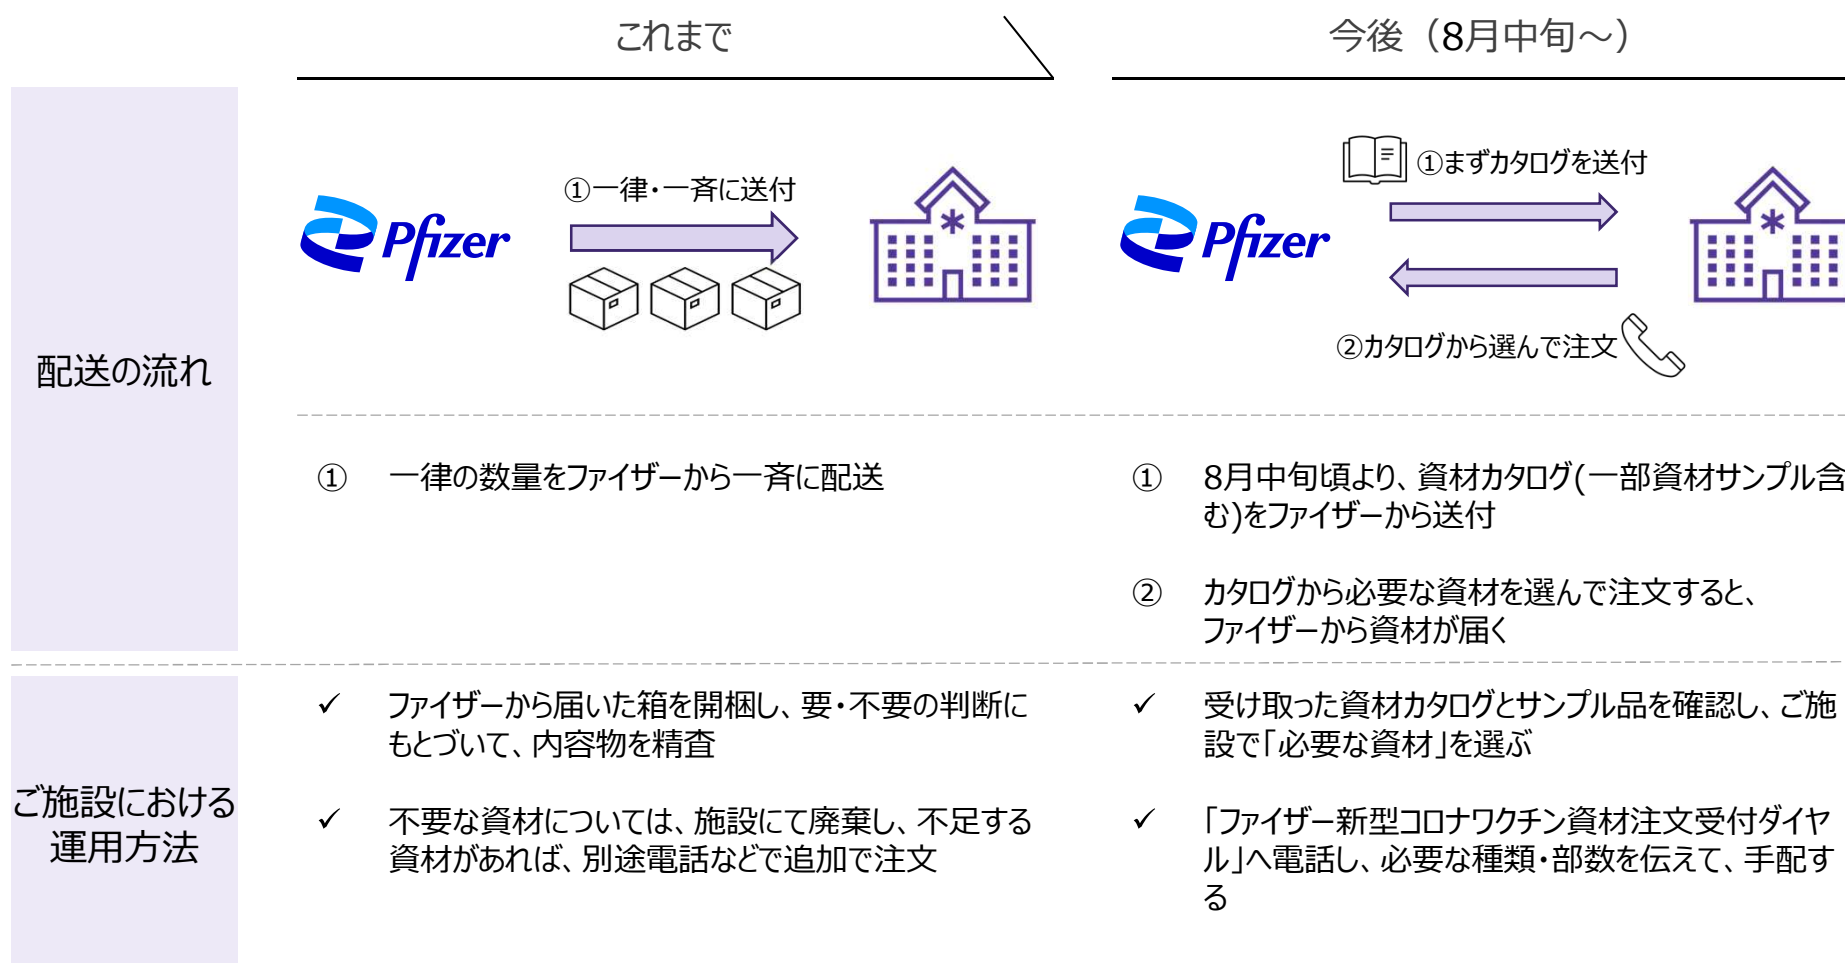 これまで
今後（8月中旬～）
配送の流れ
①一律・一斉に送付
Pfizer
①まずカタログを送付
Pfizer
②カタログから選んで注文
① 一律の数量をファイザーから一斉に配送
① 8月中旬頃より、資材カタログ(一部資材サンプル含
む)をファイザーから送付
② カタログから必要な資材を選んで注文すると、
ファイザーから資材が届く
ご施設における
運用方法
✓ ファイザーから届いた箱を開梱し、要・不要の判断に
もとづいて、内容物を精査
✓ 不要な資材については、施設にて廃棄し、不足する
資材があれば、別途電話などで追加で注文
✓ 受け取った資材カタログとサンプル品を確認し、ご施
設で「必要な資材」を選ぶ
✓ 「ファイザー新型コロナワクチン資材注文受付ダイヤ
ル」へ電話し、必要な種類・部数を伝えて、手配す
る